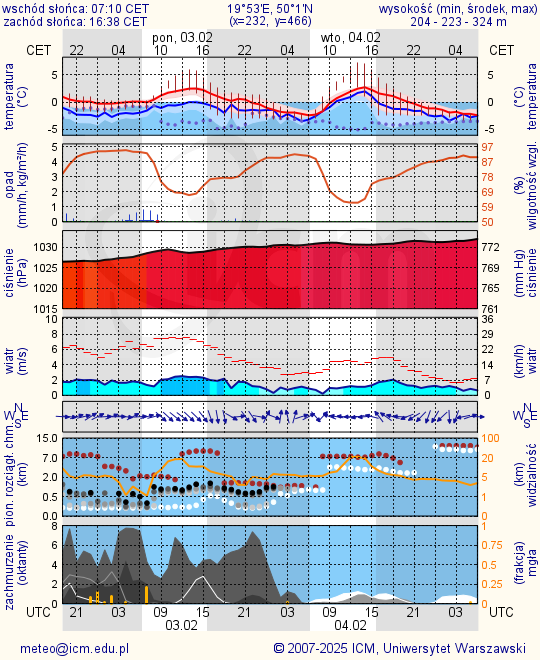 wschód słońca: 07:10 CET 19°53'E, 50°1'N wysokość (min, środek, max)
zachód słońca: 16:38 CET (x=232, y=466) 204 - 223 - 324 m
pon, 03.02 wto, 04.02
CET 22 04 10 16 22 04 10 16 22 04 CET
temperatura (°C) 5 0 -5 5 0 -5 (°C) temperatura
opad (mm/h, kg/m²/h) 5 4 3 2 1 0 97 87 78 69 59 50 (%) wilgotność wzgl.
ciśnienie (hPa) 1030 1025 1020 1015 772 769 765 761 (mm Hg) ciśnienie
wiatr (m/s) 10 8 6 4 2 0 36 29 22 14 7 0 (km/h) wiatr
N W E S N W E S
pion. rozciągł. chm. (km) 15.0 7.0 2.0 0.5 0.2 0.0 100 20 10 5 1 0 (km) widzialność
zachmurzenie (oktanty) 8 6 4 2 0 1 0.75 0.5 0.25 0 (frakcja) mgła
UTC 21 03 09 15 21 03 09 15 21 03 UTC
03.02 04.02
meteo@icm.edu.pl © 2007-2025 ICM, Uniwersytet Warszawski